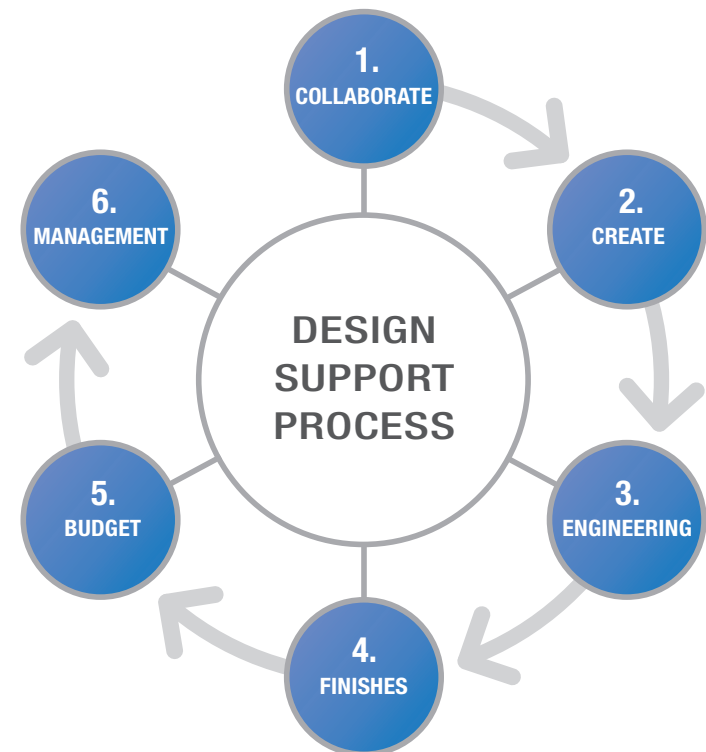 1.
COLLABORATE
2.
CREATE
3.
ENGINEERING
4.
FINISHES
5.
BUDGET
6.
MANAGEMENT
DESIGN
SUPPORT
PROCESS